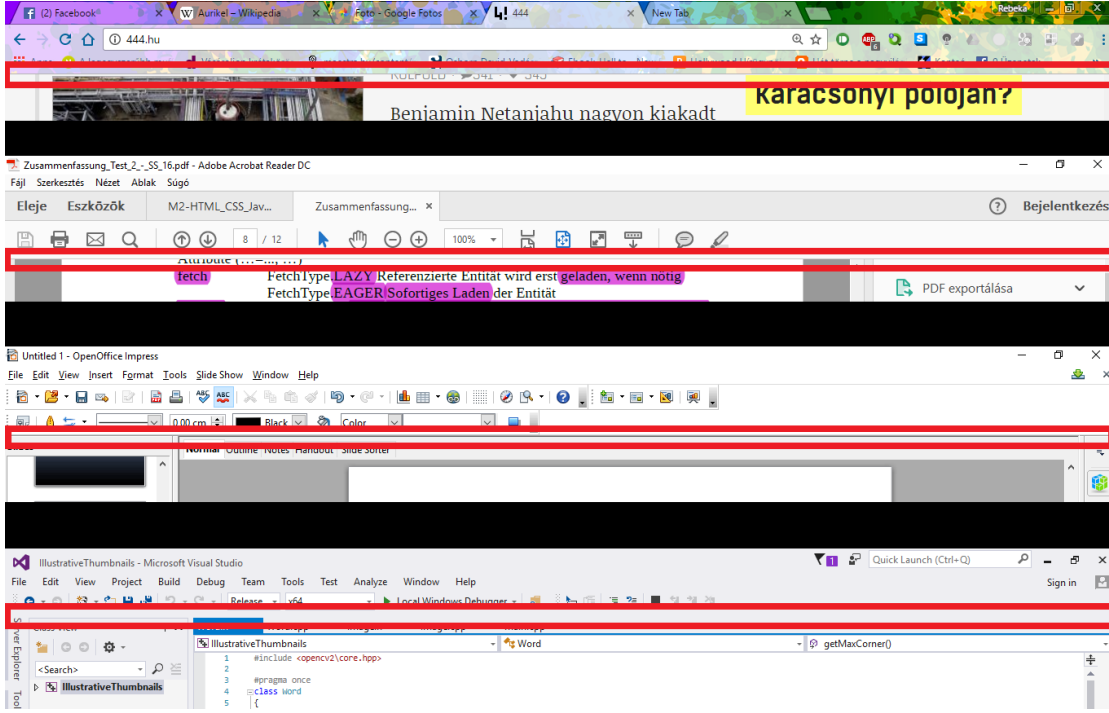 (2) Facebook
Aurikel – Wikipedia
Foto - Google Fotos
444
New Tab
Rebeka
444.hu
karácsonyi pólóján?
Benjamin Netanjahu nagyon kiakadt
Zusammenfassung_Test_2_-_SS_16.pdf - Adobe Acrobat Reader DC
Fájl Szerkesztés Nézet Ablak Súgó
Eleje Eszközök M2-HTML_CSS_Jav... Zusammenfassung... × Bejelentkezés
8 / 12 100%
fetch FetchType.LAZY Referenzierte Entität wird erst geladen, wenn nötig
FetchType.EAGER Sofortiges Laden der Entität
PDF exportálása
Untitled 1 - OpenOffice Impress
File Edit View Insert Format Tools Slide Show Window Help
0,00 cm Black Color
Normal Outline Notes Handout Slide Sorter
IllustrativeThumbnails - Microsoft Visual Studio
Quick Launch (Ctrl+Q)
File Edit View Project Build Debug Team Tools Test Analyze Window Help Sign in
Release x64 Local Windows Debugger
IllustrativeThumbnails Word getMaxCorner()
<Search>
IllustrativeThumbnails
1 #include <opencv2\core.hpp>
2
3 #pragma once
4 class Word
5 {